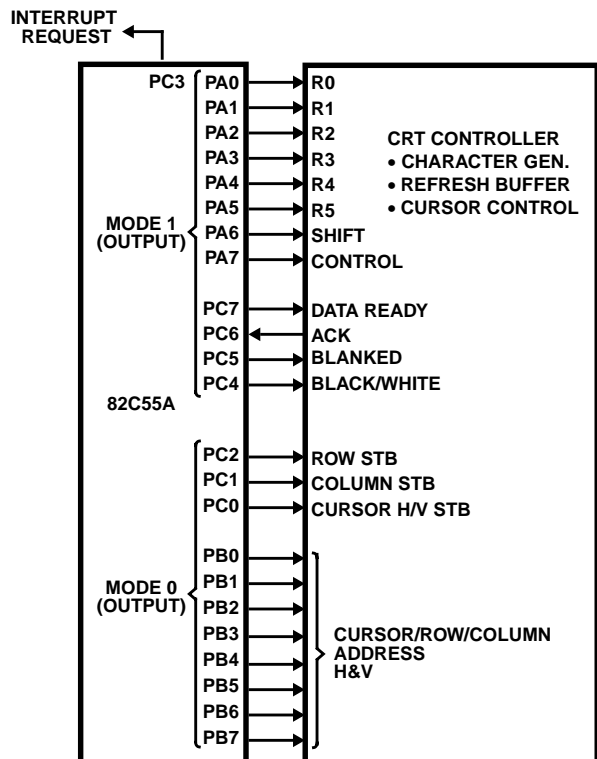 INTERRUPT
REQUEST
PC3 PA0 R0
PA1 R1
PA2 R2
PA3 R3
PA4 R4
PA5 R5
PA6 SHIFT
PA7 CONTROL
CRT CONTROLLER
• CHARACTER GEN.
• REFRESH BUFFER
• CURSOR CONTROL
MODE 1
(OUTPUT)
PC7 DATA READY
PC6 ACK
PC5 BLANKED
PC4 BLACK/WHITE
82C55A
PC2 ROW STB
PC1 COLUMN STB
PC0 CURSOR H/V STB
MODE 0
(OUTPUT)
PB0
PB1
PB2
PB3
PB4
PB5
PB6
PB7
CURSOR/ROW/COLUMN
ADDRESS
H&V